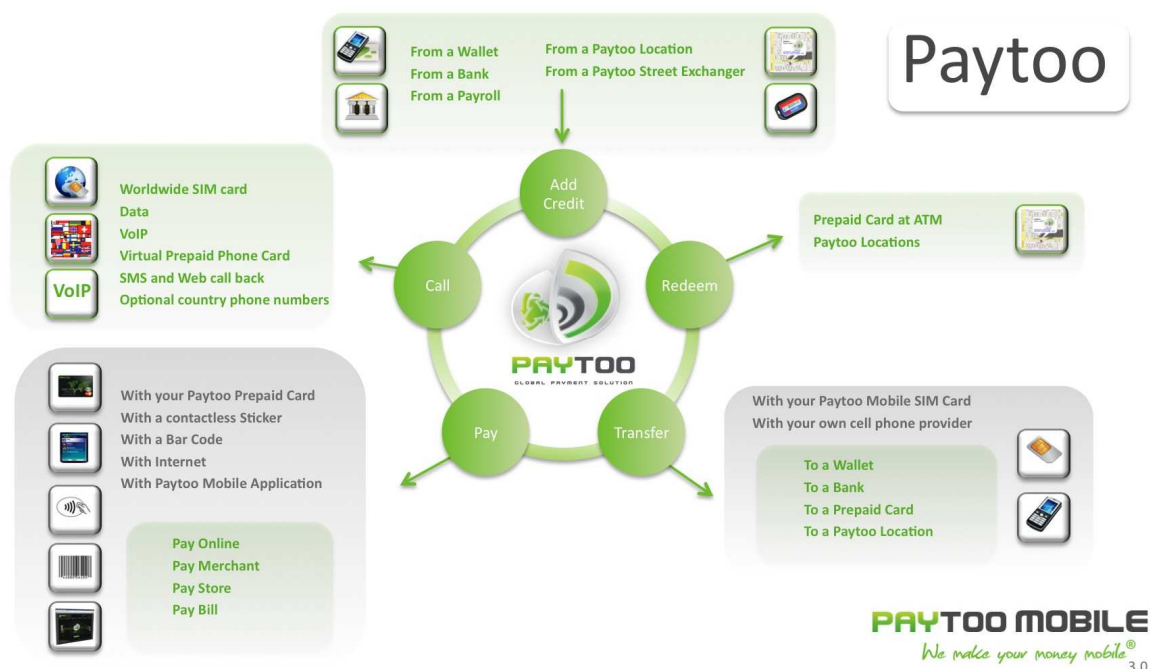 Paytoo
From a Wallet
From a Bank
From a Payroll
From a Paytoo Location
From a Paytoo Street Exchanger
Add
Credit
Worldwide SIM card
Data
VoIP
Virtual Prepaid Phone Card
SMS and Web call back
Optional country phone numbers
VoIP
Call
Redeem
Prepaid Card at ATM
Paytoo Locations
PAYTOO
GLOBAL PAYMENT SOLUTION
Pay
Transfer
With your Paytoo Prepaid Card
With a contactless Sticker
With a Bar Code
With Internet
With Paytoo Mobile Application
Pay Online
Pay Merchant
Pay Store
Pay Bill
With your Paytoo Mobile SIM Card
With your own cell phone provider
To a Wallet
To a Bank
To a Prepaid Card
To a Paytoo Location
PAYTOO MOBILE
We make your money mobile®
3.0